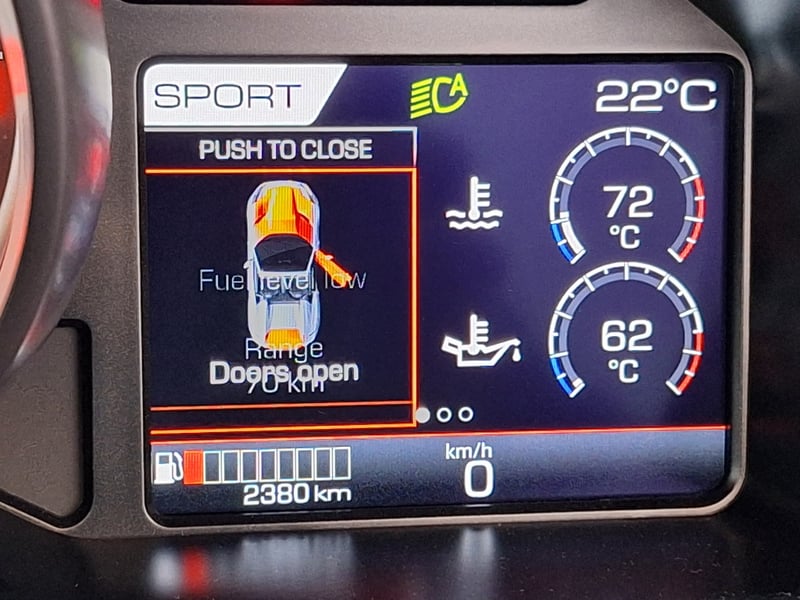 SPORT
A
22°C
PUSH TO CLOSE
72
°C
Fuel level low
62
°C
Range
Doors open
70 km
km/h
0
2380 km